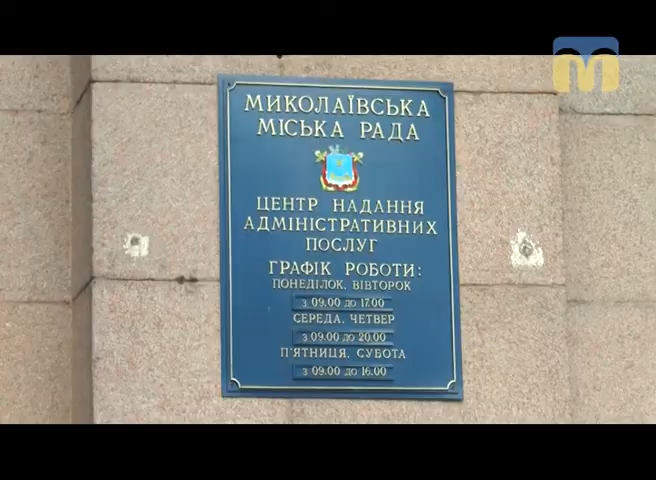 МИКОЛАЇВСЬКА
МІСЬКА РАДА
ЦЕНТР НАДАННЯ
АДМІНІСТРАТИВНИХ
ПОСЛУГ
ГРАФІК РОБОТИ:
ПОНЕДІЛОК, ВІВТОРОК
з 09.00 до 17.00
СЕРЕДА, ЧЕТВЕР
з 09.00 до 20.00
П'ЯТНИЦЯ, СУБОТА
з 09.00 до 16.00